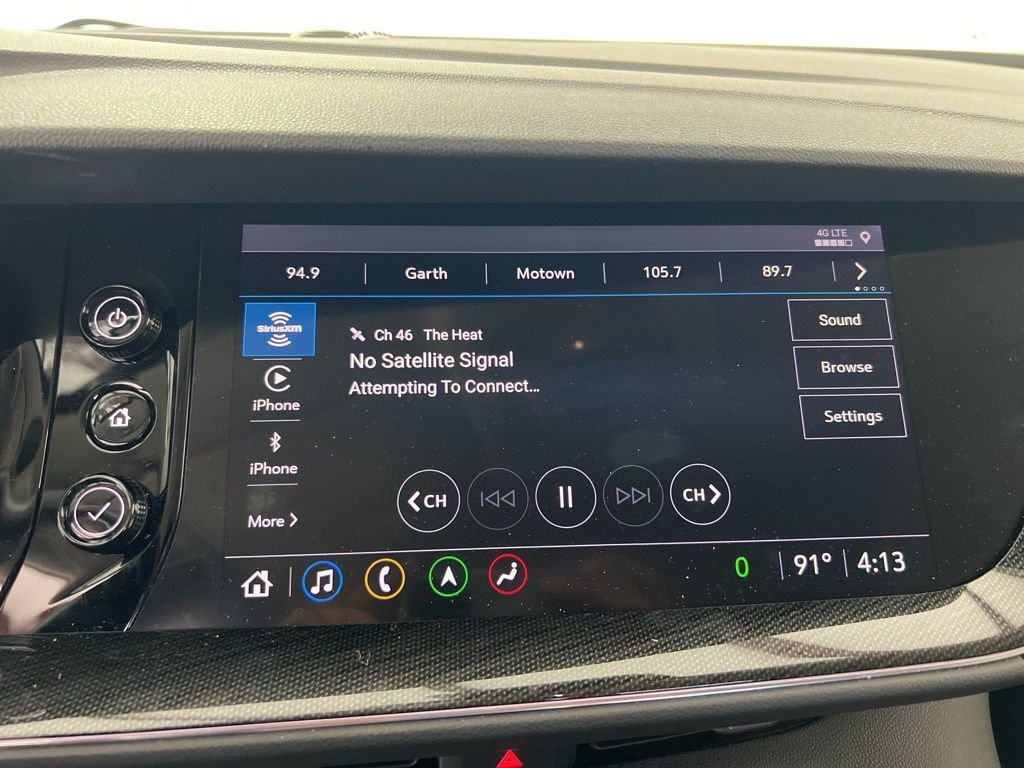 4G LTE
94.9 Garth Motown 105.7 89.7
SiriusXM
Ch 46 The Heat
No Satellite Signal
Attempting To Connect...
iPhone
iPhone
More
Sound
Browse
Settings
CH CH
0 91° 4:13